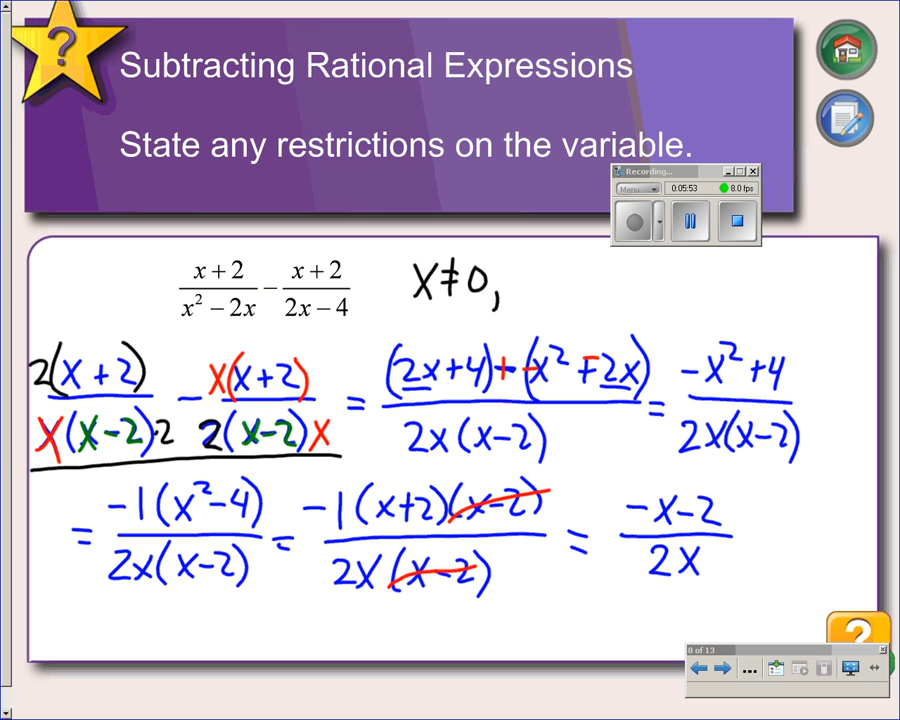 ?
Subtracting Rational Expressions
State any restrictions on the variable.
Recording...
Menu 0:05:53 8.0 fps
(x + 2)/(x² − 2x) − (x + 2)/(2x − 4) x ≠ 0,
2(x + 2)/(x(x−2)·2) − x(x + 2)/(2(x−2)x) = ((2x+4) + (−x² + −2x))/(2x(x−2)) = (−x² + 4)/(2x(x−2))
= −1(x² − 4)/(2x(x−2)) = −1(x+2)(x−2)/(2x(x−2)) = (−x−2)/(2x)
?
8 of 13
...